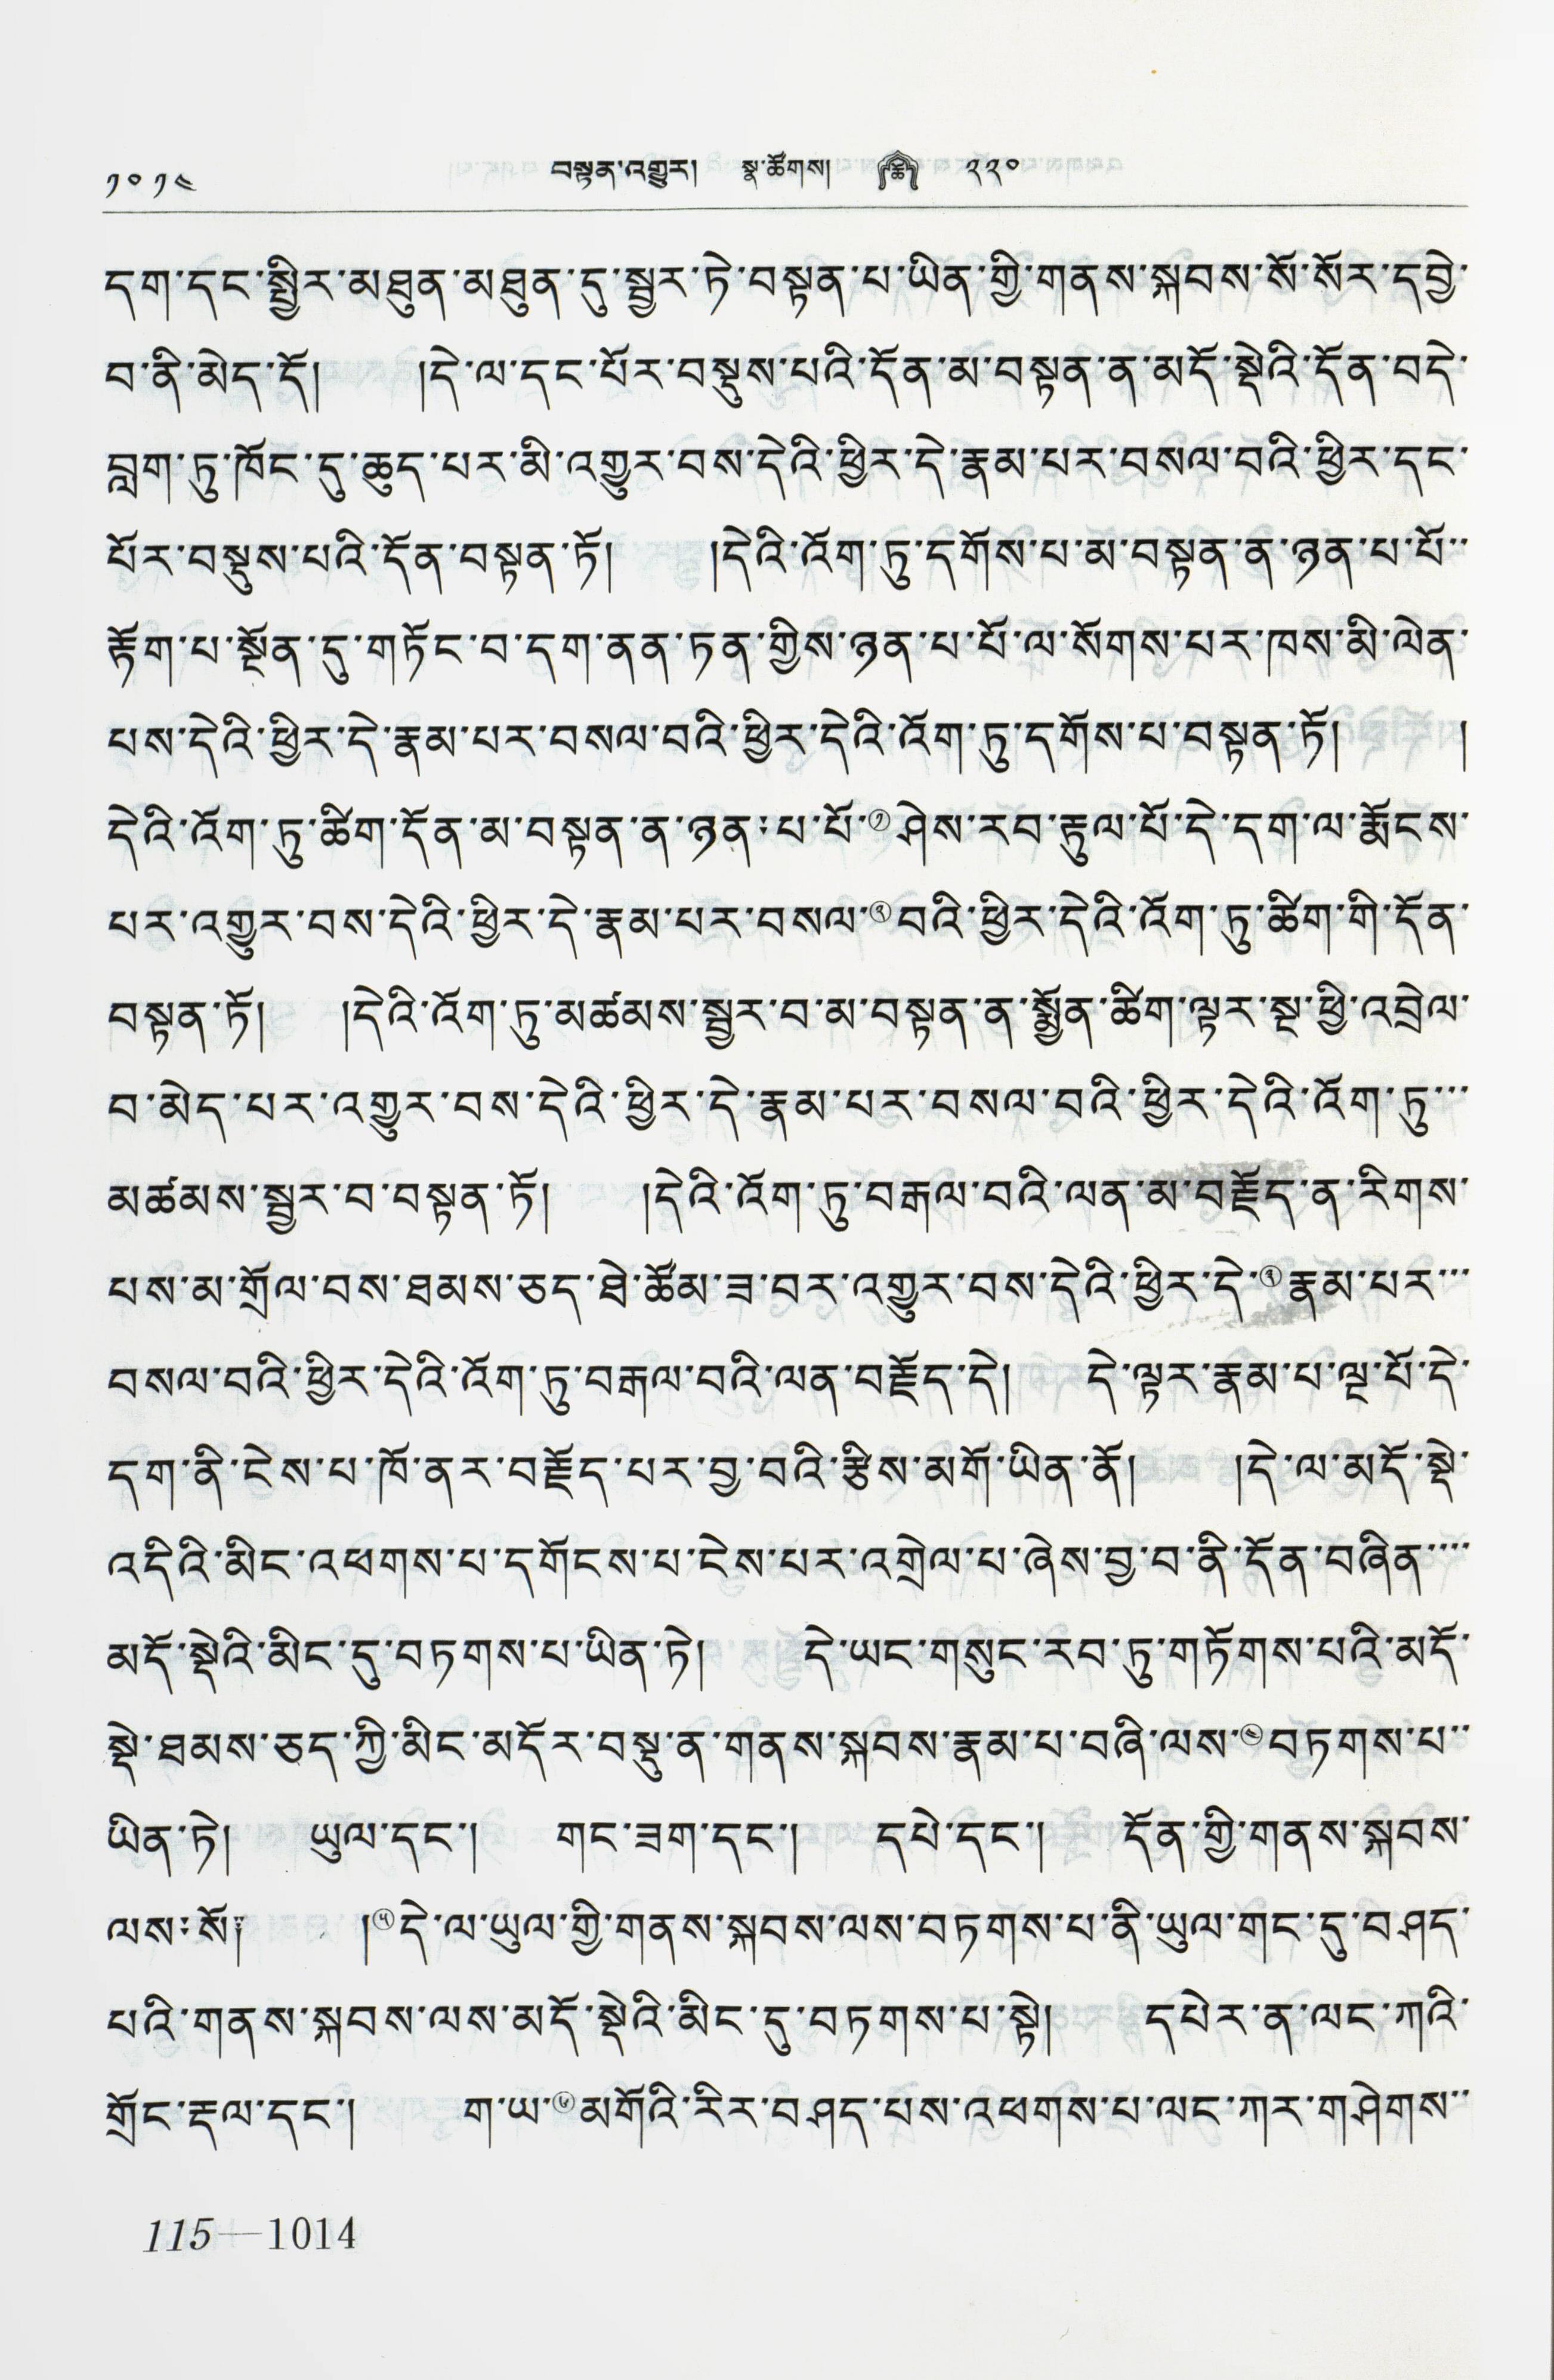 ༡༠༡༤ བསྟན་འགྱུར། སྣ་ཚོགས། ཆོ ༢༢༠
དག་དང་སྤྱིར་མཐུན་མཐུན་དུ་སྦྱར་ཏེ་བསྟན་པ་ཡིན་གྱི་གནས་སྐབས་སོ་སོར་དབྱེ་
བ་ནི་མེད་དོ། །དེ་ལ་དང་པོར་བསྡུས་པའི་དོན་མ་བསྟན་ན་མདོ་སྡེའི་དོན་བདེ་
བླག་ཏུ་ཁོང་དུ་ཆུད་པར་མི་འགྱུར་བས་དེའི་ཕྱིར་དེ་རྣམ་པར་བསལ་བའི་ཕྱིར་དང་
པོར་བསྡུས་པའི་དོན་བསྟན་ཏོ། །དེའི་འོག་ཏུ་དགོས་པ་མ་བསྟན་ན་ཉན་པ་པོ་་
རྟོག་པ་སྔོན་དུ་གཏོང་བ་དག་ནན་ཏན་གྱིས་ཉན་པ་པོ་ལ་སོགས་པར་ཁས་མི་ལེན་
པས་དེའི་ཕྱིར་དེ་རྣམ་པར་བསལ་བའི་ཕྱིར་དེའི་འོག་ཏུ་དགོས་པ་བསྟན་ཏོ། །
དེའི་འོག་ཏུ་ཚིག་དོན་མ་བསྟན་ན་ཉན་པ་པོ་①ཤེས་རབ་རྟུལ་པོ་དེ་དག་ལ་རྨོངས་
པར་འགྱུར་བས་དེའི་ཕྱིར་དེ་རྣམ་པར་བསལ་②བའི་ཕྱིར་དེའི་འོག་ཏུ་ཚིག་གི་དོན་
བསྟན་ཏོ། །དེའི་འོག་ཏུ་མཚམས་སྦྱར་བ་མ་བསྟན་ན་སྨྱོན་ཚིག་ལྟར་སྔ་ཕྱི་འབྲེལ་
བ་མེད་པར་འགྱུར་བས་དེའི་ཕྱིར་དེ་རྣམ་པར་བསལ་བའི་ཕྱིར་དེའི་འོག་ཏུ་་་
མཚམས་སྦྱར་བ་བསྟན་ཏོ། །དེའི་འོག་ཏུ་བརྒལ་བའི་ལན་མ་བརྗོད་ན་རིགས་
པས་མ་གྲོལ་བས་ཐམས་ཅད་ཐེ་ཚོམ་ཟ་བར་འགྱུར་བས་དེའི་ཕྱིར་དེ་③རྣམ་པར་་་
བསལ་བའི་ཕྱིར་དེའི་འོག་ཏུ་བརྒལ་བའི་ལན་བརྗོད་དེ། དེ་ལྟར་རྣམ་པ་ལྔ་པོ་དེ་
དག་ནི་ངེས་པ་ཁོ་ནར་བརྗོད་པར་བྱ་བའི་རྩིས་མགོ་ཡིན་ནོ། །དེ་ལ་མདོ་སྡེ་
འདིའི་མིང་འཕགས་པ་དགོངས་པ་ངེས་པར་འགྲེལ་པ་ཞེས་བྱ་བ་ནི་དོན་བཞིན་་་་
མདོ་སྡེའི་མིང་དུ་བཏགས་པ་ཡིན་ཏེ། དེ་ཡང་གསུང་རབ་ཏུ་གཏོགས་པའི་མདོ་
སྡེ་ཐམས་ཅད་ཀྱི་མིང་མདོར་བསྡུ་ན་གནས་སྐབས་རྣམ་པ་བཞི་ལས་④བཏགས་པ་་
ཡིན་ཏེ། ཡུལ་དང་། གང་ཟག་དང་། དཔེ་དང་། དོན་གྱི་གནས་སྐབས་
ལས་སོ༑ །⑤དེ་ལ་ཡུལ་གྱི་གནས་སྐབས་ལས་བཏགས་པ་ནི་ཡུལ་གང་དུ་བཤད་
པའི་གནས་སྐབས་ལས་མདོ་སྡེའི་མིང་དུ་བཏགས་པ་སྟེ། དཔེར་ན་ལང་ཀའི་
གྲོང་རྡལ་དང་། ག་ཡ་⑥མགོའི་རིར་བཤད་པས་འཕགས་པ་ལང་ཀར་གཤེགས་་
115—1014